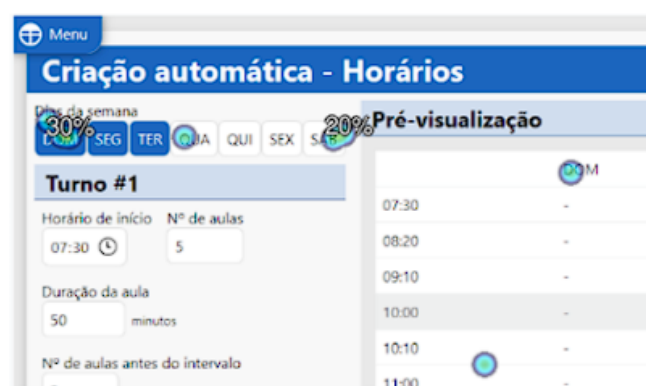 Menu
Criação automática - Horários
Dias da semana
30%
20%
DOM SEG TER QUA QUI SEX SÁB
Pré-visualização
Turno #1
DOM
Horário de início Nº de aulas
07:30 5
07:30 -
08:20 -
09:10 -
10:00 -
10:10 -
11:00 -
Duração da aula
50 minutos
Nº de aulas antes do intervalo